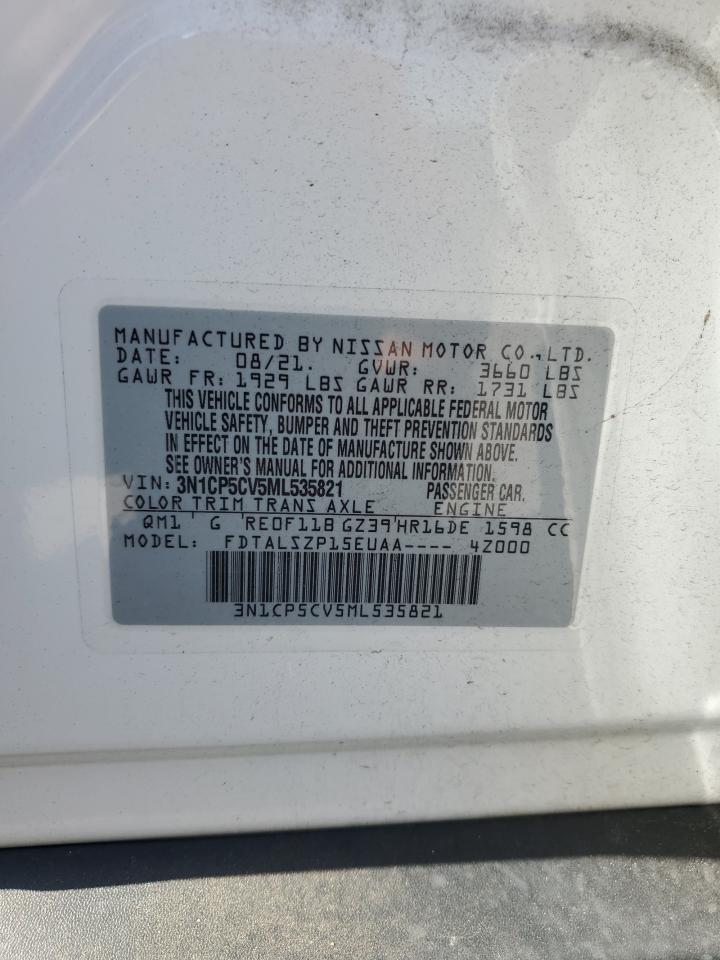 MANUFACTURED BY NISSAN MOTOR CO.,LTD.
DATE: 08/21. GVWR: 3660 LBS
GAWR FR: 1929 LBS GAWR RR: 1731 LBS
THIS VEHICLE CONFORMS TO ALL APPLICABLE FEDERAL MOTOR
VEHICLE SAFETY, BUMPER AND THEFT PREVENTION STANDARDS
IN EFFECT ON THE DATE OF MANUFACTURE SHOWN ABOVE.
SEE OWNER'S MANUAL FOR ADDITIONAL INFORMATION.
VIN: 3N1CP5CV5ML535821 PASSENGER CAR.
COLOR TRIM TRANS AXLE ENGINE
QM1 G RE0F11B GZ39 HR16DE 1598 CC
MODEL: FDTALSZP15EUAA---- 4Z000
3N1CP5CV5ML535821